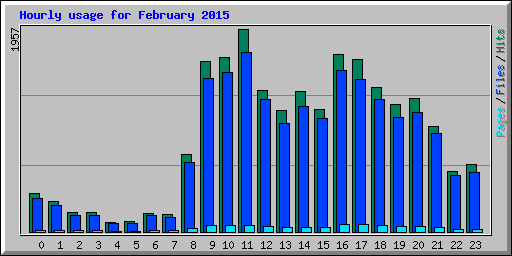 Hourly usage for February 2015
1957
Pages/Files/Hits
0 1 2 3 4 5 6 7 8 9 10 11 12 13 14 15 16 17 18 19 20 21 22 23